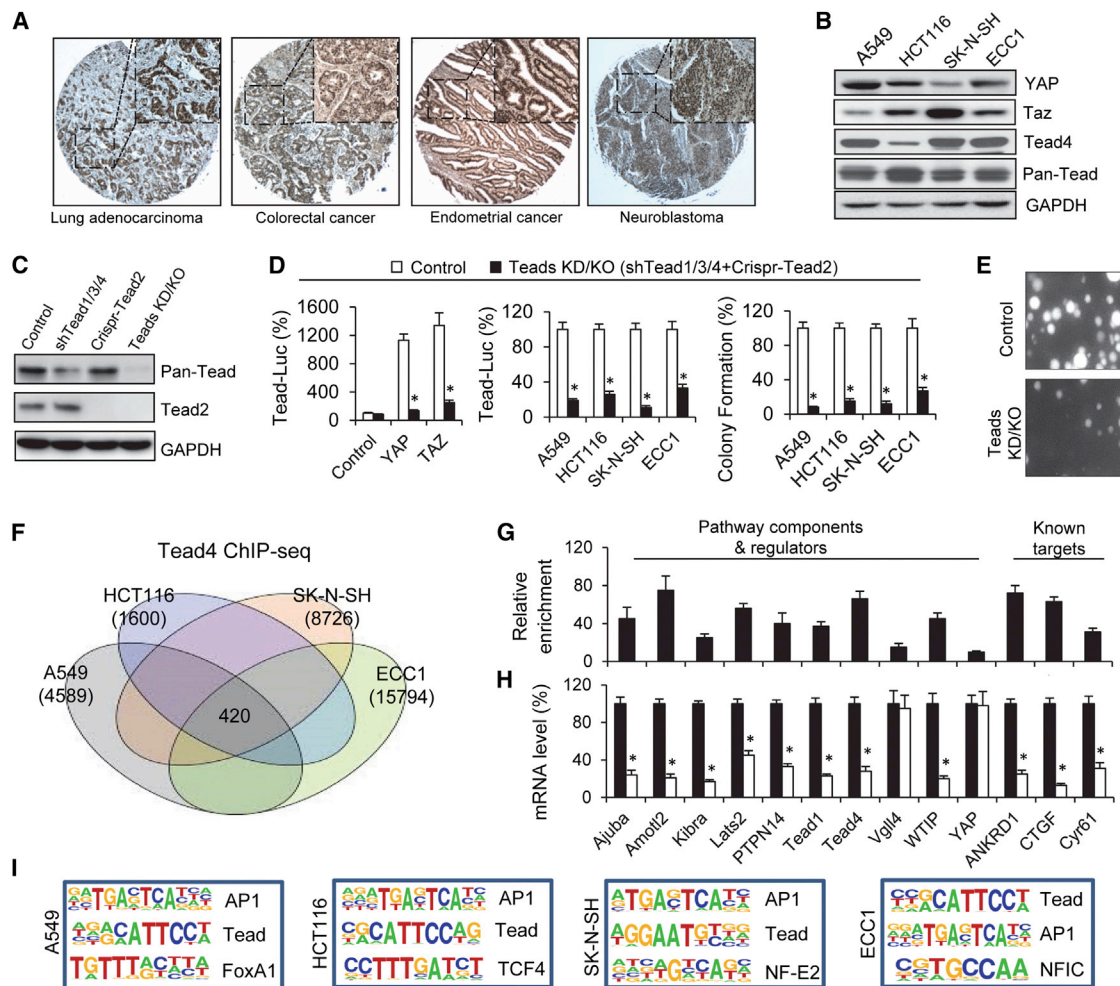 A
Lung adenocarcinoma
Colorectal cancer
Endometrial cancer
Neuroblastoma
B
A549
HCT116
SK-N-SH
ECC1
YAP
Taz
Tead4
Pan-Tead
GAPDH
C
Control
shTead1/3/4
Crispr-Tead2
Teads KD/KO
Pan-Tead
Tead2
GAPDH
D
Control
Teads KD/KO (shTead1/3/4+Crispr-Tead2)
Tead-Luc (%)
1600
1200
800
400
0
Control
YAP
TAZ
* *
Tead-Luc (%)
120
80
40
0
A549
HCT116
SK-N-SH
ECC1
* * * *
Colony Formation (%)
120
80
40
0
A549
HCT116
SK-N-SH
ECC1
* * * *
E
Control
Teads
KD/KO
F
Tead4 ChIP-seq
HCT116
(1600)
SK-N-SH
(8726)
A549
(4589)
ECC1
(15794)
420
G
Pathway components
& regulators
Known
targets
Relative
enrichment
120
80
40
0
H
mRNA level (%)
120
80
40
0
* * * * * * * * * * *
Ajuba
Amotl2
Kibra
Lats2
PTPN14
Tead1
Tead4
Vgll4
WTIP
YAP
ANKRD1
CTGF
Cyr61
I
A549
AP1
Tead
FoxA1
HCT116
AP1
Tead
TCF4
SK-N-SH
AP1
Tead
NF-E2
ECC1
Tead
AP1
NFIC